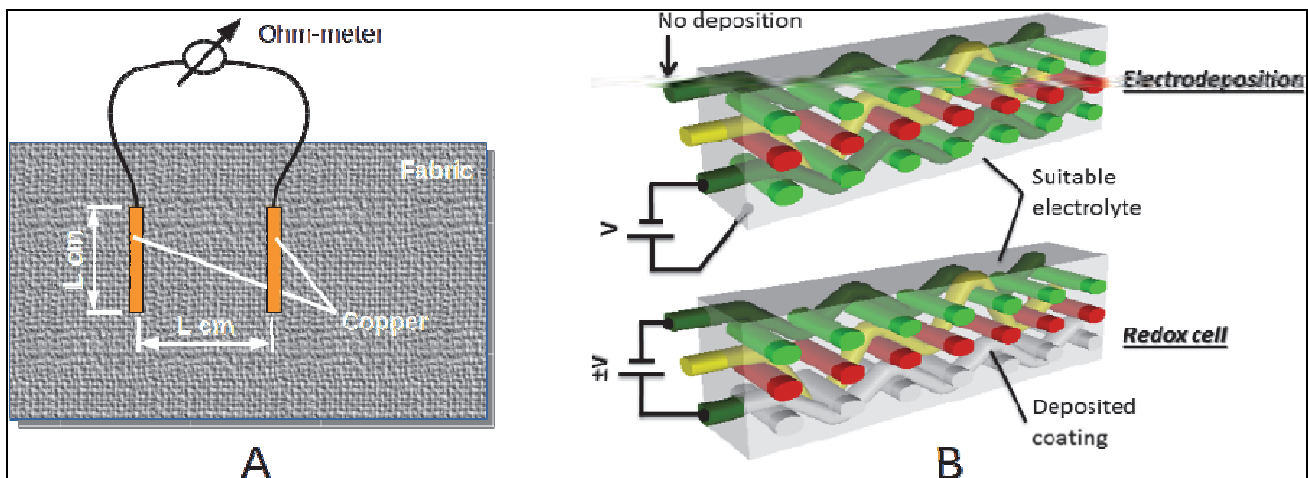 Ohm-meter
Fabric
L cm
L cm
Copper
A
No deposition
Electrodeposition
V
Suitable
electrolyte
±V
Redox cell
Deposited
coating
B